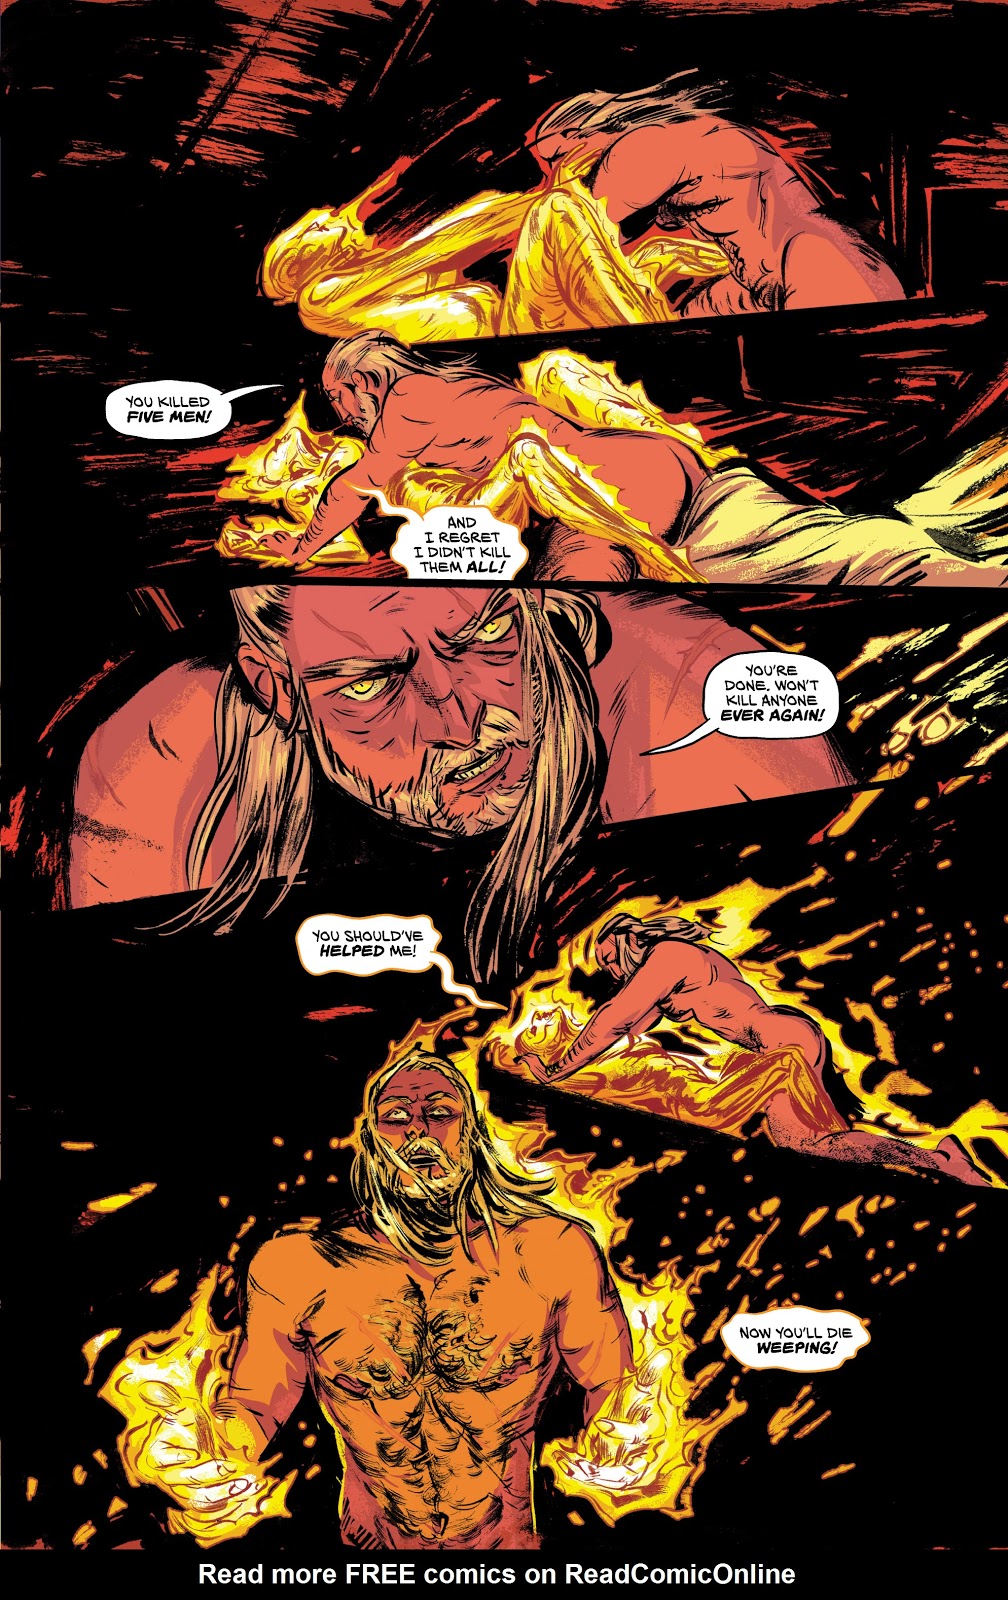 YOU KILLED
FIVE MEN!
AND
I REGRET
I DIDN'T KILL
THEM ALL!
YOU'RE
DONE. WON'T
KILL ANYONE
EVER AGAIN!
YOU SHOULD'VE
HELPED ME!
NOW YOU'LL DIE
WEEPING!
Read more FREE comics on ReadComicOnline